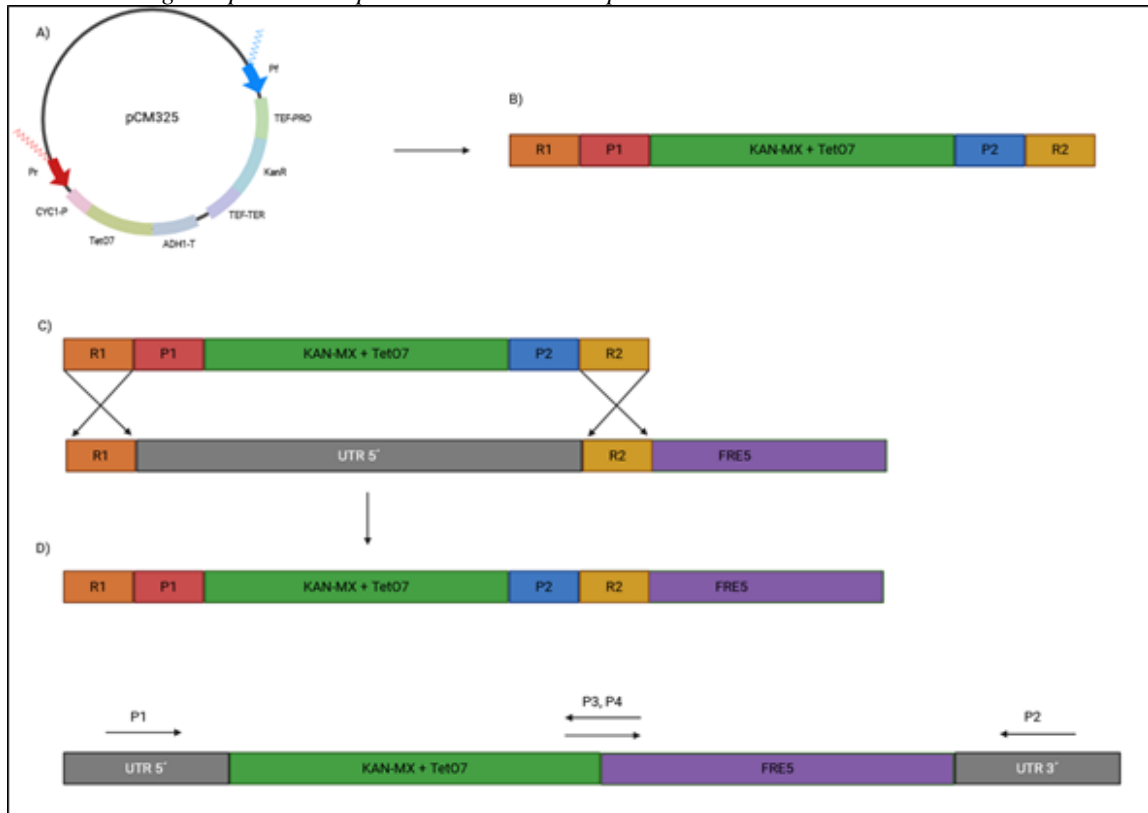 A)
Pf
pCM325
TEF-PRO
KanR
TEF-TER
ADH1-T
TetO7
CYC1-P
Pr
B)
R1 P1 KAN-MX + TetO7 P2 R2
C)
R1 P1 KAN-MX + TetO7 P2 R2
R1 UTR 5´ R2 FRE5
D)
R1 P1 KAN-MX + TetO7 P2 R2 FRE5
P1 P3, P4 P2
UTR 5´ KAN-MX + TetO7 FRE5 UTR 3´